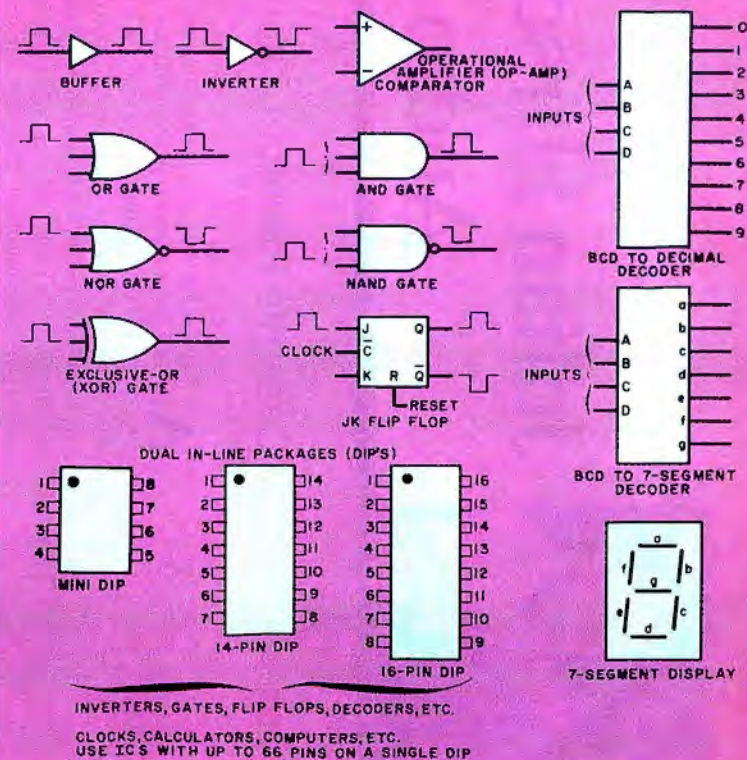 BUFFER
INVERTER
+
−
OPERATIONAL
AMPLIFIER (OP-AMP)
COMPARATOR
INPUTS
A
B
C
D
0
1
2
3
4
5
6
7
8
9
BCD TO DECIMAL
DECODER
OR GATE
AND GATE
NOR GATE
NAND GATE
EXCLUSIVE-OR
(XOR) GATE
CLOCK
J
Q
C̅
K
R
Q̅
RESET
JK FLIP FLOP
INPUTS
A
B
C
D
a
b
c
d
e
f
g
BCD TO 7-SEGMENT
DECODER
DUAL IN-LINE PACKAGES (DIP'S)
1 8
2 7
3 6
4 5
MINI DIP
1 14
2 13
3 12
4 11
5 10
6 9
7 8
14-PIN DIP
1 16
2 15
3 14
4 13
5 12
6 11
7 10
8 9
16-PIN DIP
a
f
b
g
e
c
d
7-SEGMENT DISPLAY
INVERTERS, GATES, FLIP FLOPS, DECODERS, ETC.
CLOCKS, CALCULATORS, COMPUTERS, ETC.
USE ICS WITH UP TO 66 PINS ON A SINGLE DIP